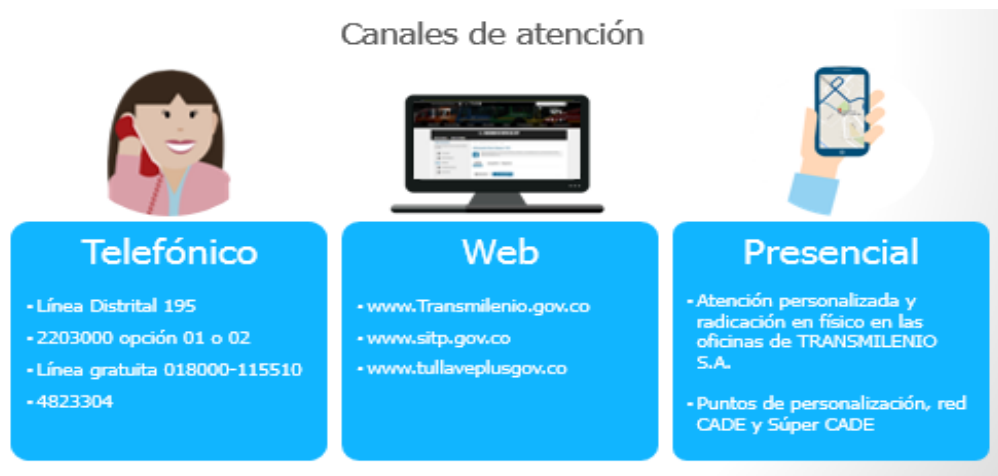 Canales de atención
Telefónico
- Línea Distrital 195
- 2203000 opción 01 o 02
- Línea gratuita 018000-115510
- 4823304
Web
- www.Transmilenio.gov.co
- www.sitp.gov.co
- www.tullaveplusgov.co
Presencial
- Atención personalizada y
radicación en físico en las
oficinas de TRANSMILENIO
S.A.
- Puntos de personalización, red
CADE y Súper CADE